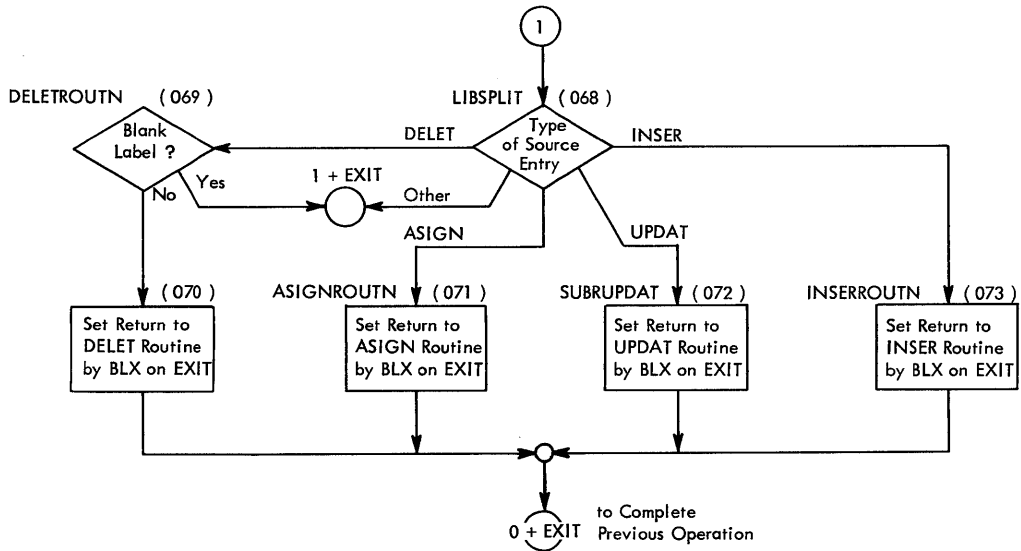 1
DELETROUTN (069)
LIBSPLIT (068)
Blank
Label ?
DELET
Type
of Source
Entry
INSER
No
Yes
1 + EXIT
Other
ASIGN
UPDAT
(070)
ASIGNROUTN (071)
SUBRUPDAT (072)
INSERROUTN (073)
Set Return to
DELET Routine
by BLX on EXIT
Set Return to
ASIGN Routine
by BLX on EXIT
Set Return to
UPDAT Routine
by BLX on EXIT
Set Return to
INSER Routine
by BLX on EXIT
0 + EXIT
to Complete
Previous Operation